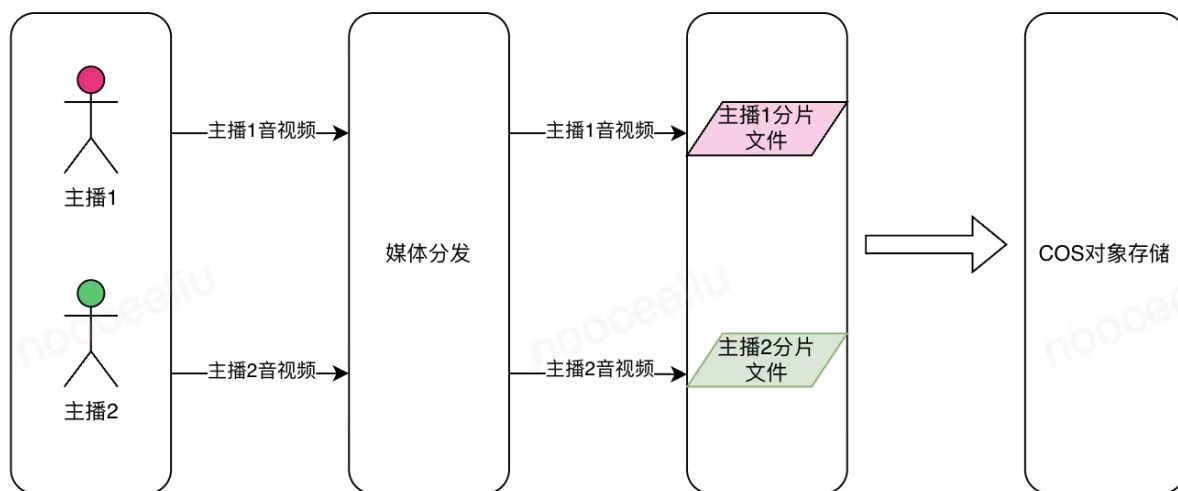 主播1音视频
主播1音视频
主播1分片
文件
主播1
媒体分发
COS对象存储
主播2音视频
主播2音视频
主播2分片
文件
主播2
nooceeliu
nooceeliu
nooceeliu